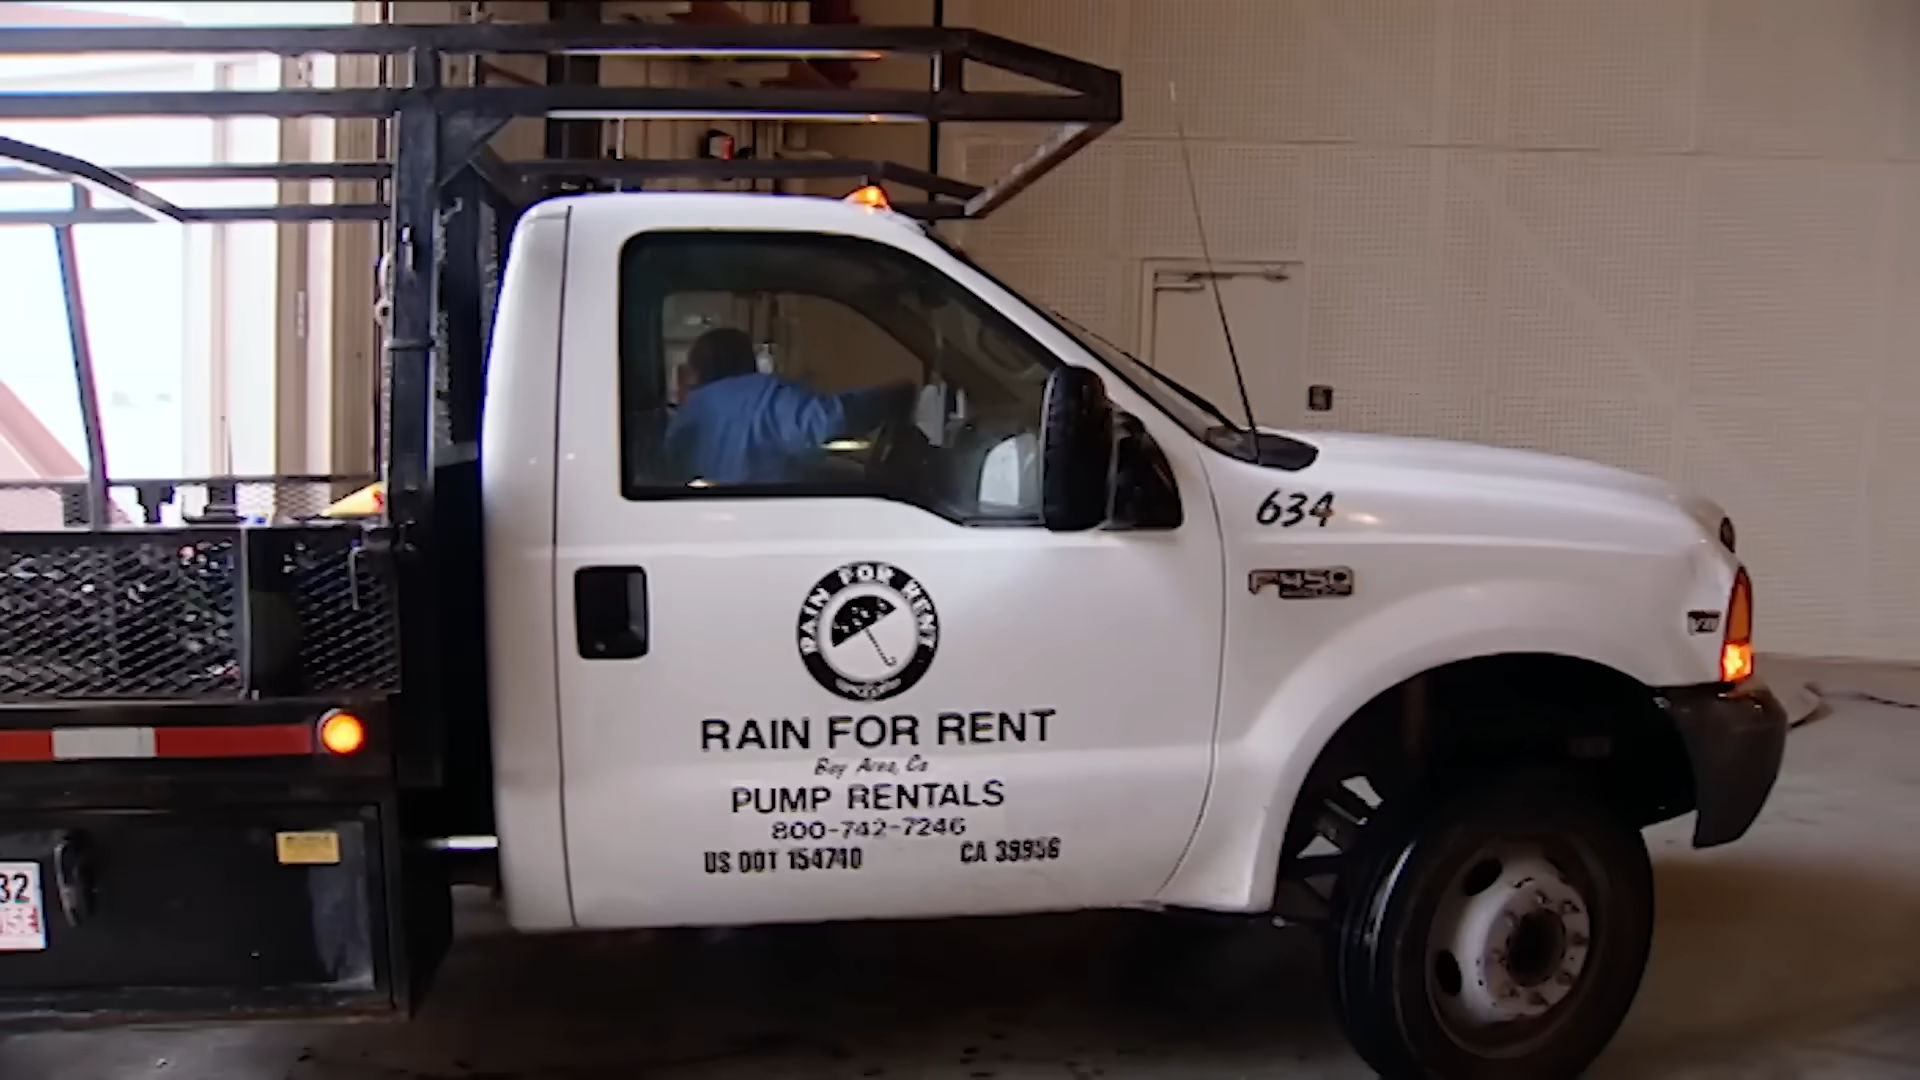 634
F450
RAIN FOR RENT
RAIN FOR RENT
Bay Area, Ca
PUMP RENTALS
800-742-7246
US DOT 154740 CA 39956
32